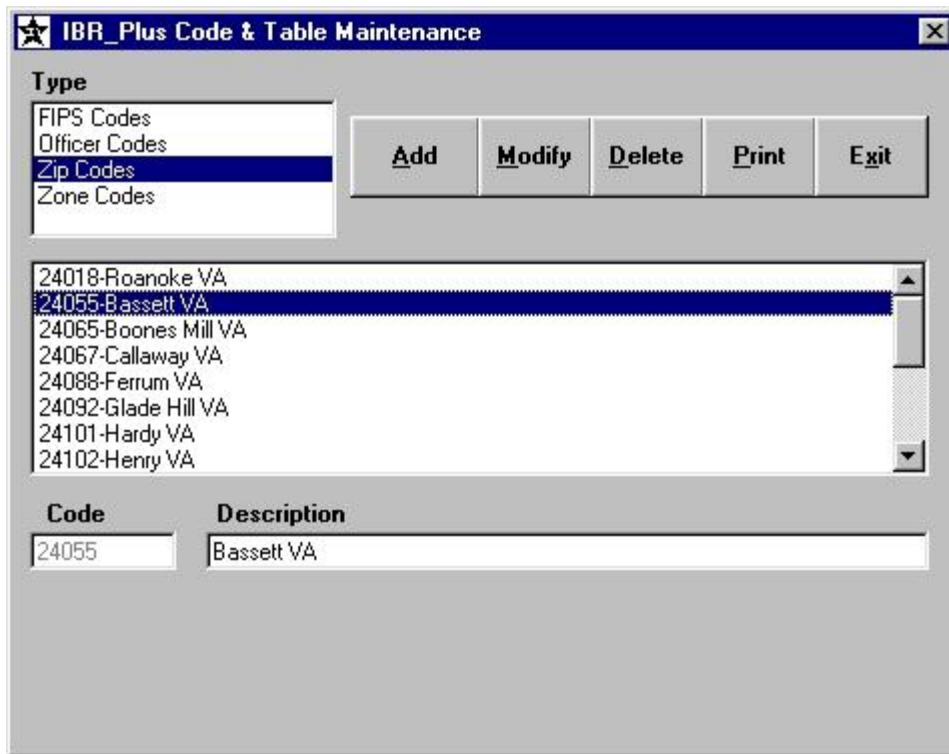 IBR_Plus Code & Table Maintenance
Type
FIPS Codes
Officer Codes
Zip Codes
Zone Codes
Add Modify Delete Print Exit
24018-Roanoke VA
24055-Bassett VA
24065-Boones Mill VA
24067-Callaway VA
24088-Ferrum VA
24092-Glade Hill VA
24101-Hardy VA
24102-Henry VA
Code Description
24055 Bassett VA